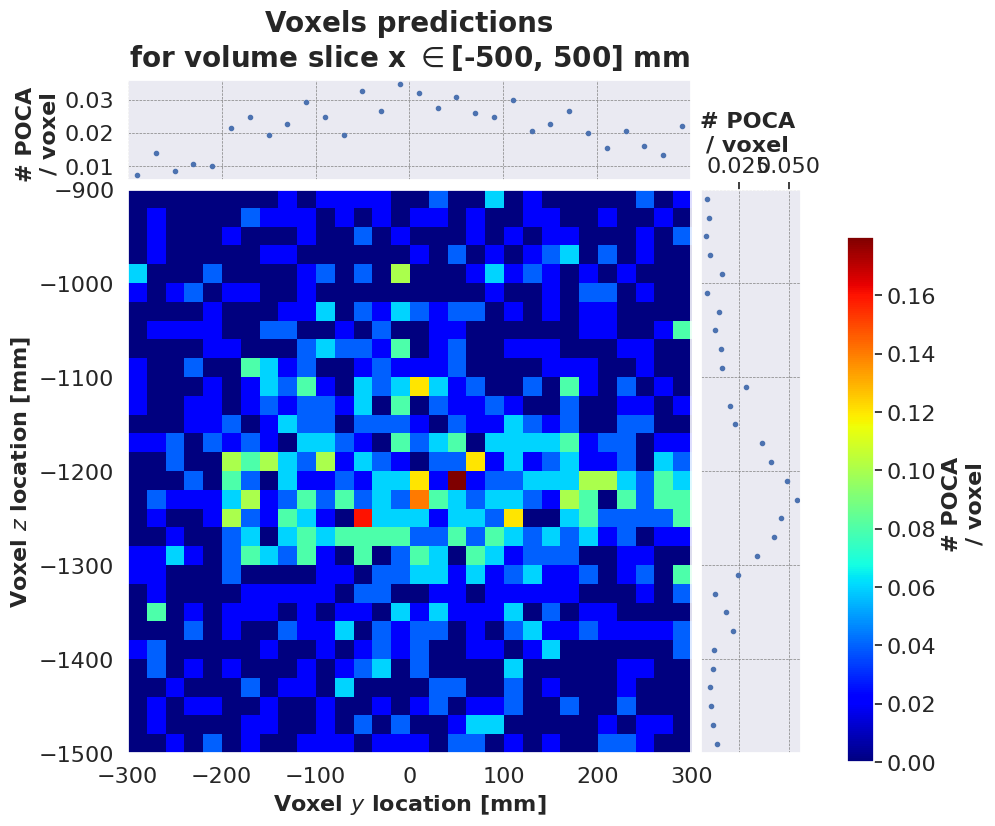 Voxels predictions
for volume slice x ∈[-500, 500] mm
# POCA
/ voxel
0.03
0.02
0.01
# POCA
/ voxel
0.025 0.050
−900
−1000
−1100
−1200
−1300
−1400
−1500
Voxel z location [mm]
−300 −200 −100 0 100 200 300
Voxel y location [mm]
0.16
0.14
0.12
0.10
0.08
0.06
0.04
0.02
0.00
# POCA
/ voxel